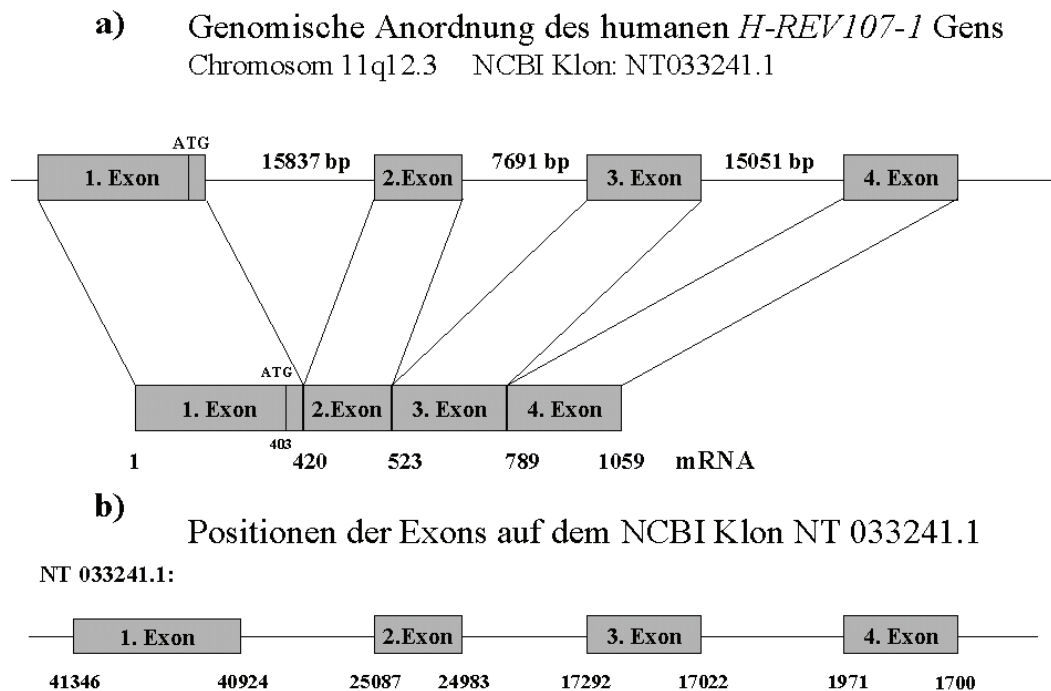 a) Genomische Anordnung des humanen H-REV107-1 Gens
Chromosom 11q12.3 NCBI Klon: NT033241.1
ATG
15837 bp 7691 bp 15051 bp
1. Exon 2.Exon 3. Exon 4. Exon
ATG
1. Exon 2.Exon 3. Exon 4. Exon
403
1 420 523 789 1059 mRNA
b) Positionen der Exons auf dem NCBI Klon NT 033241.1
NT 033241.1:
1. Exon 2.Exon 3. Exon 4. Exon
41346 40924 25087 24983 17292 17022 1971 1700